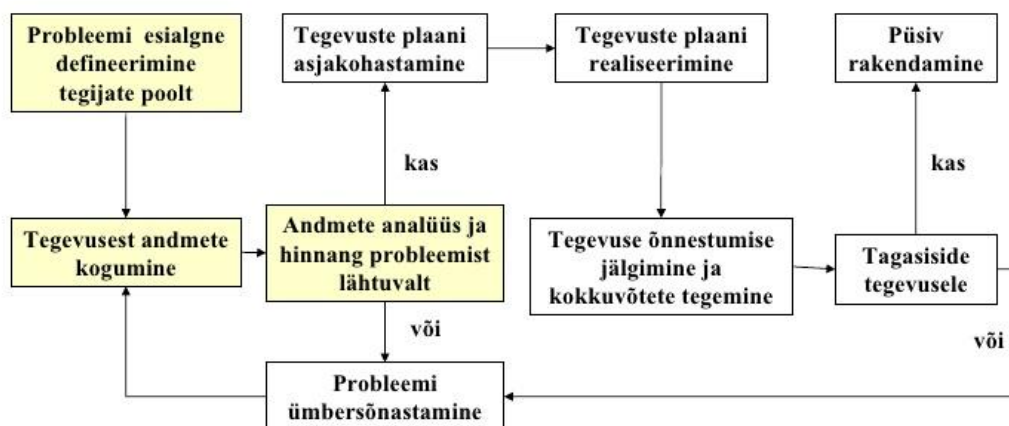 Probleemi esialgne
defineerimine
tegijate poolt
Tegevuste plaani
asjakohastamine
Tegevuste plaani
realiseerimine
Püsiv
rakendamine
kas
kas
Tegevusest andmete
kogumine
Andmete analüüs ja
hinnang probleemist
lähtuvalt
Tegevuse õnnestumise
jälgimine ja
kokkuvõtete tegemine
Tagasiside
tegevusele
või
või
Probleemi
ümbersõnastamine